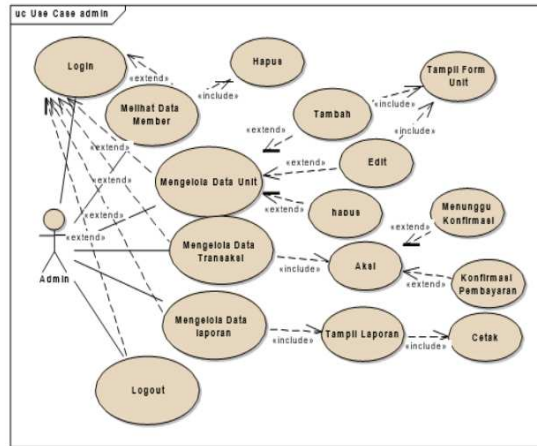 uc Use Case admin
Login
«extend»
Hapus
«include»
Melihat Data
Member
«extend»
Tampil Form
Unit
Tambah
«include»
«extend»
«include»
Edit
«extend»
Mengelola Data Unit
«extend»
hapus
Menunggu
Konfirmasi
«extend»
«extend»
«extend»
Admin
Mengelola Data
Transaksi
«include»
Aksi
«extend»
Konfirmasi
Pembayaran
Mengelola Data
laporan
«include»
Tampil Laporan
«include»
Cetak
Logout